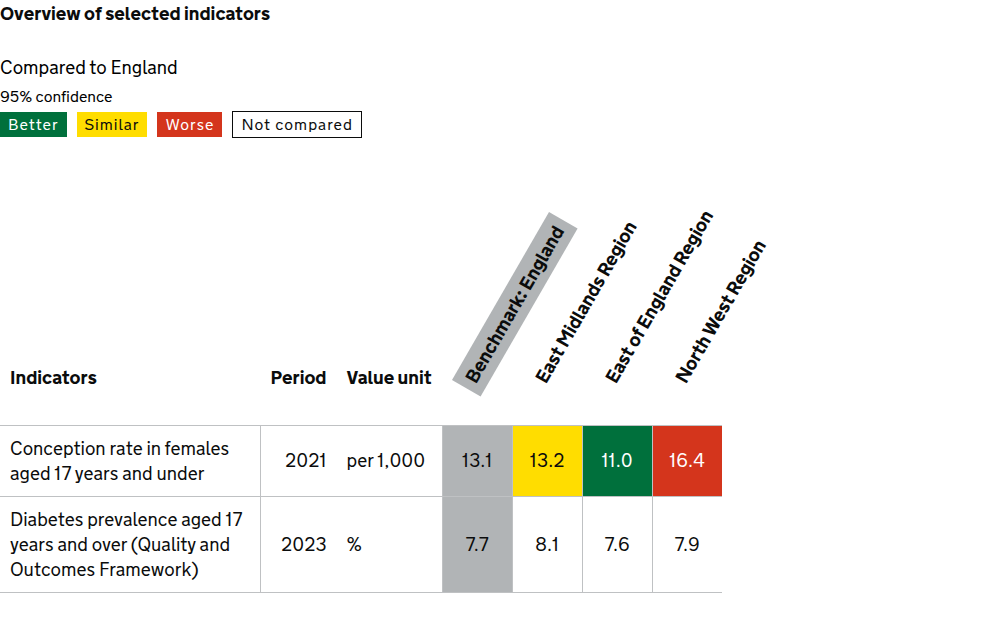 Overview of selected indicators
Compared to England
95% confidence
Better Similar Worse Not compared
Indicators Period Value unit Benchmark: England East Midlands Region East of England Region North West Region
Conception rate in females
aged 17 years and under
2021 per 1,000 13.1 13.2 11.0 16.4
Diabetes prevalence aged 17
years and over (Quality and
Outcomes Framework)
2023 % 7.7 8.1 7.6 7.9